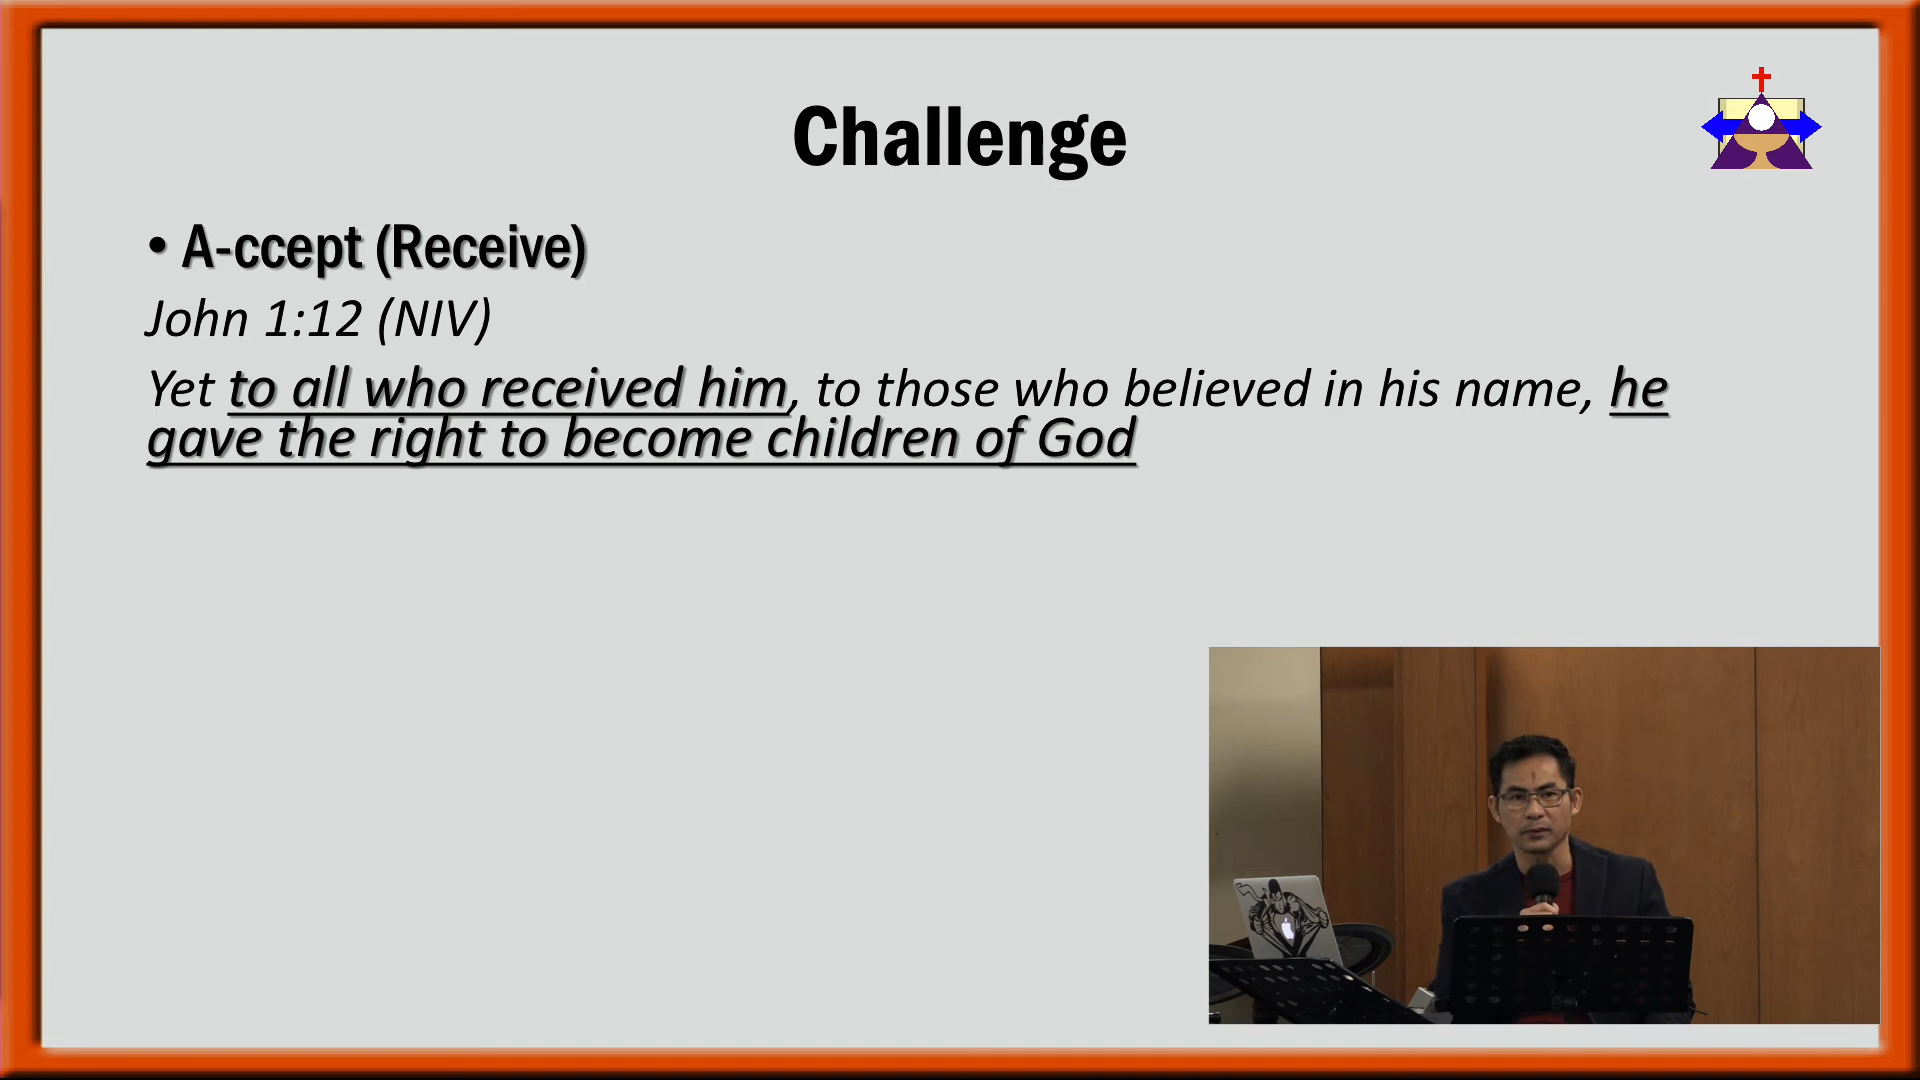 Challenge
• A-ccept (Receive)
John 1:12 (NIV)
Yet to all who received him, to those who believed in his name, he
gave the right to become children of God